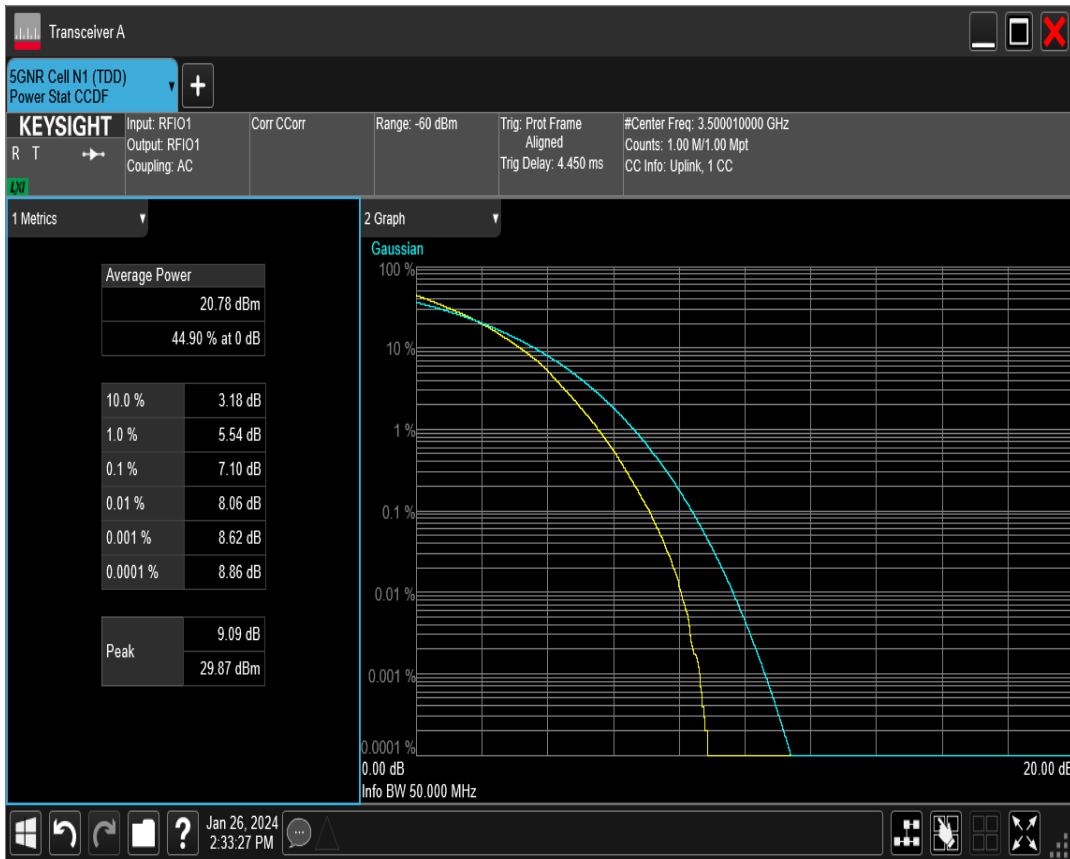 Transceiver A
5GNR Cell N1 (TDD)
Power Stat CCDF
+
KEYSIGHT
R T
LXI
Input: RFIO1
Output: RFIO1
Coupling: AC
Corr CCorr
Range: -60 dBm
Trig: Prot Frame
Aligned
Trig Delay: 4.450 ms
#Center Freq: 3.500010000 GHz
Counts: 1.00 M/1.00 Mpt
CC Info: Uplink, 1 CC
1 Metrics
Average Power
20.78 dBm
44.90 % at 0 dB
10.0 % 3.18 dB
1.0 % 5.54 dB
0.1 % 7.10 dB
0.01 % 8.06 dB
0.001 % 8.62 dB
0.0001 % 8.86 dB
Peak
9.09 dB
29.87 dBm
2 Graph
Gaussian
100 %
10 %
1 %
0.1 %
0.01 %
0.001 %
0.0001 %
0.00 dB 20.00 dB
Info BW 50.000 MHz
?
Jan 26, 2024
2:33:27 PM